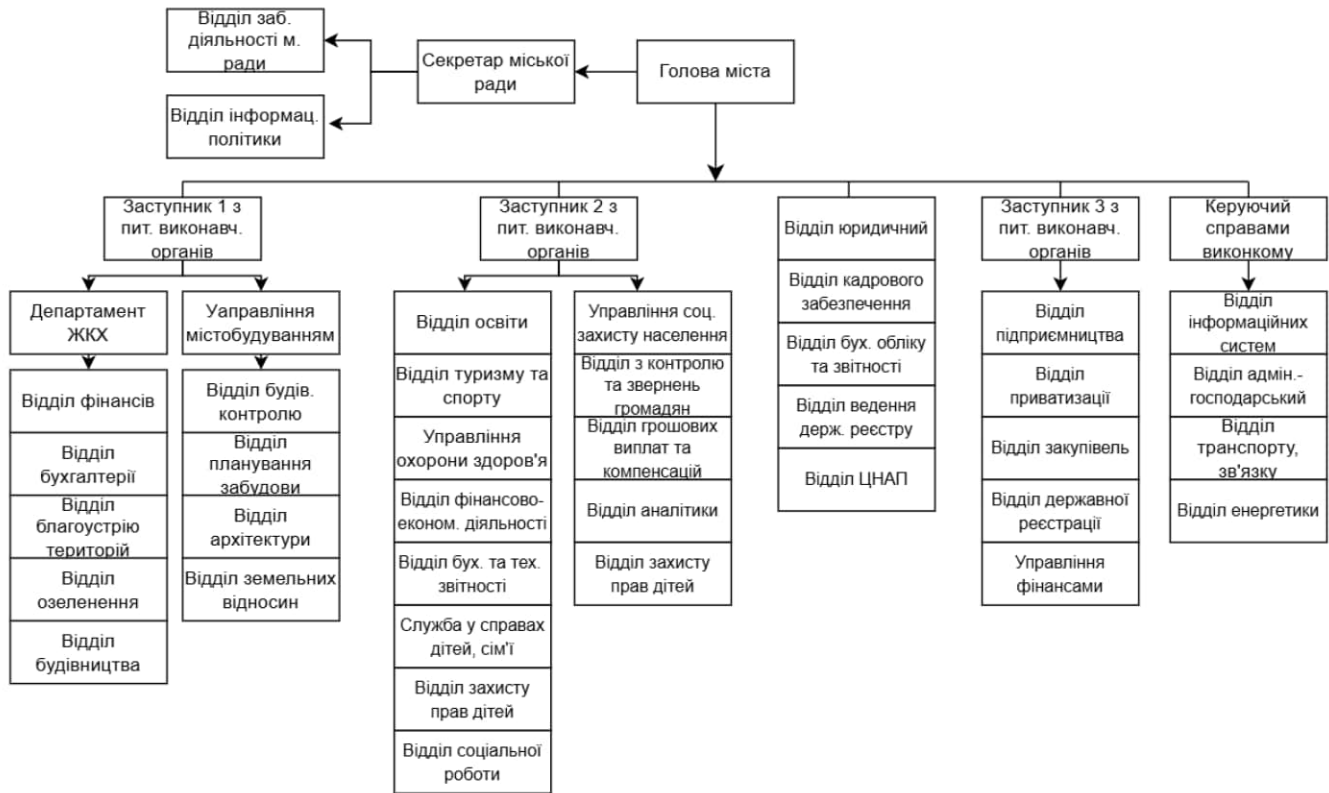 Відділ заб.
діяльності м.
ради
Секретар міської
ради
Голова міста
Відділ інформац.
політики
Заступник 1 з
пит. виконавч.
органів
Заступник 2 з
пит. виконавч.
органів
Відділ юридичний
Заступник 3 з
пит. виконавч.
органів
Керуючий
справами
виконкому
Департамент
ЖКХ
Уаправління
містобудуванням
Відділ фінансів
Відділ
бухгалтерії
Відділ
благоустрію
територій
Відділ
озеленення
Відділ
будівництва
Відділ будів.
контролю
Відділ
планування
забудови
Відділ
архітектури
Відділ земельних
відносин
Відділ освіти
Відділ туризму та
спорту
Управління
охорони здоров'я
Відділ фінансово-
економ. діяльності
Відділ бух. та тех.
звітності
Служба у справах
дітей, сім'ї
Відділ захисту
прав дітей
Відділ соціальної
роботи
Управління соц.
захисту населення
Відділ з контролю
та звернень
громадян
Відділ грошових
виплат та
компенсацій
Відділ аналітики
Відділ захисту
прав дітей
Відділ кадрового
забезпечення
Відділ бух. обліку
та звітності
Відділ ведення
держ. реєстру
Відділ ЦНАП
Відділ
підприємництва
Відділ
приватизації
Відділ закупівель
Відділ державної
реєстрації
Управління
фінансами
Відділ
інформаційних
систем
Відділ адмін.-
господарський
Відділ
транспорту,
зв'язку
Відділ енергетики